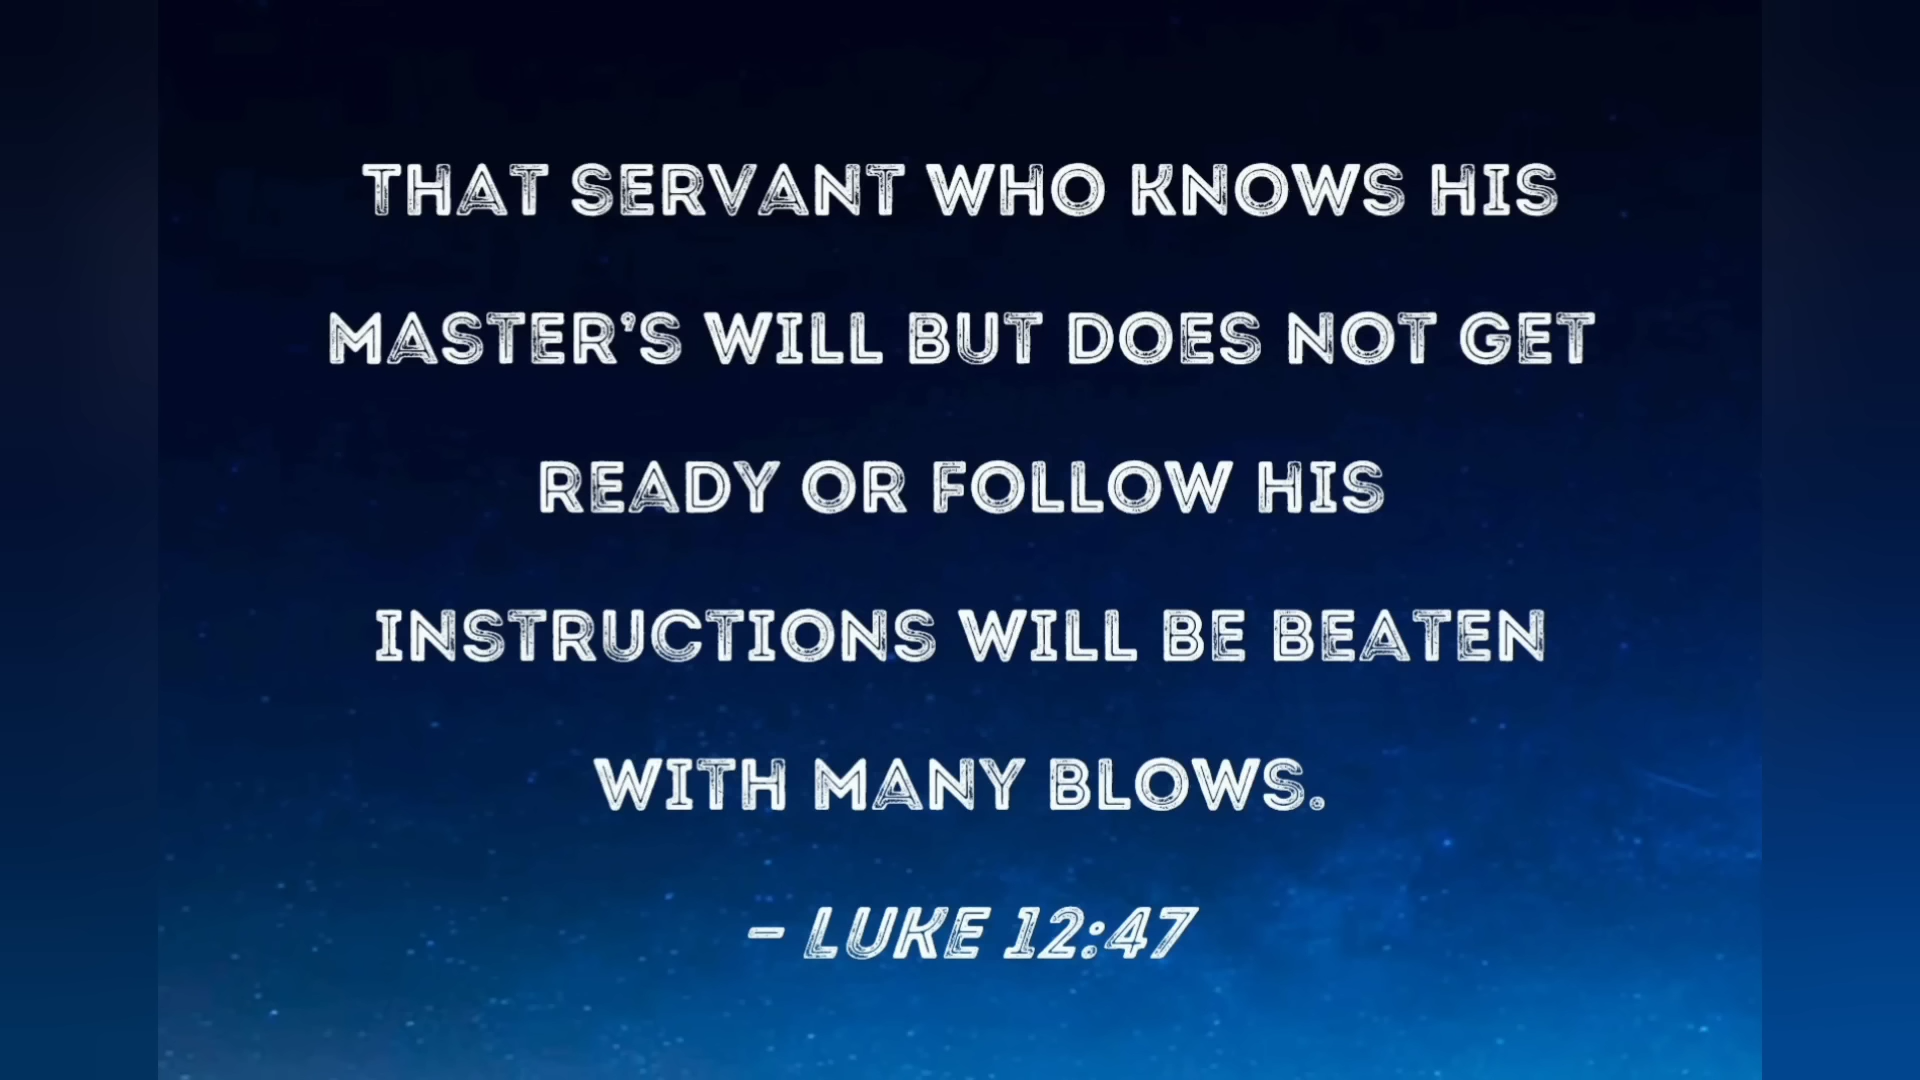 THAT SERVANT WHO KNOWS HIS
MASTER'S WILL BUT DOES NOT GET
READY OR FOLLOW HIS
INSTRUCTIONS WILL BE BEATEN
WITH MANY BLOWS.
– LUKE 12:47